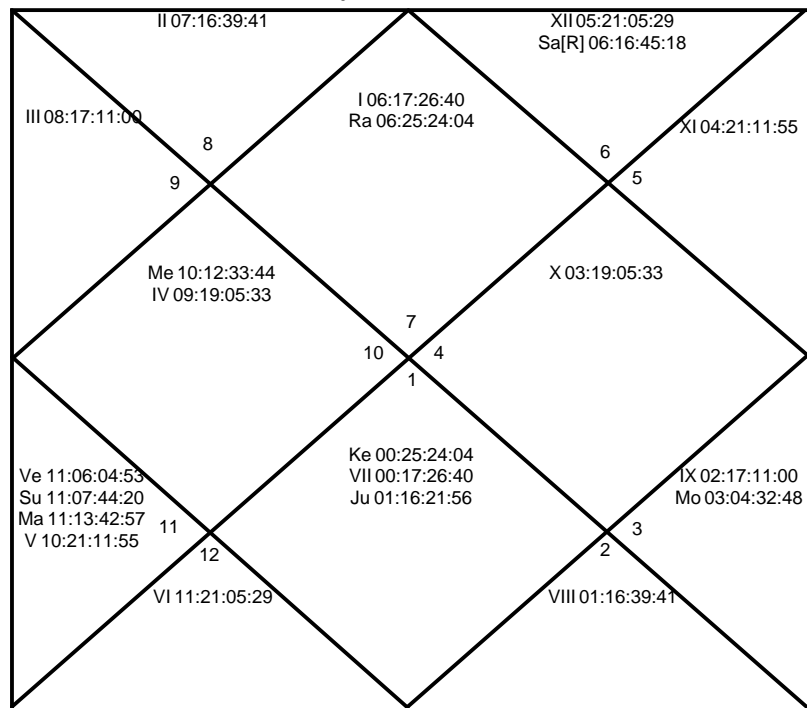 II 07:16:39:41
XII 05:21:05:29
Sa[R] 06:16:45:18
I 06:17:26:40
Ra 06:25:24:04
III 08:17:11:00
XI 04:21:11:55
8
6
9
5
Me 10:12:33:44
IV 09:19:05:33
X 03:19:05:33
7
10
4
1
Ke 00:25:24:04
VII 00:17:26:40
Ju 01:16:21:56
Ve 11:06:04:53
Su 11:07:44:20
Ma 11:13:42:57
V 10:21:11:55
IX 02:17:11:00
Mo 03:04:32:48
11
3
12
2
VI 11:21:05:29
VIII 01:16:39:41